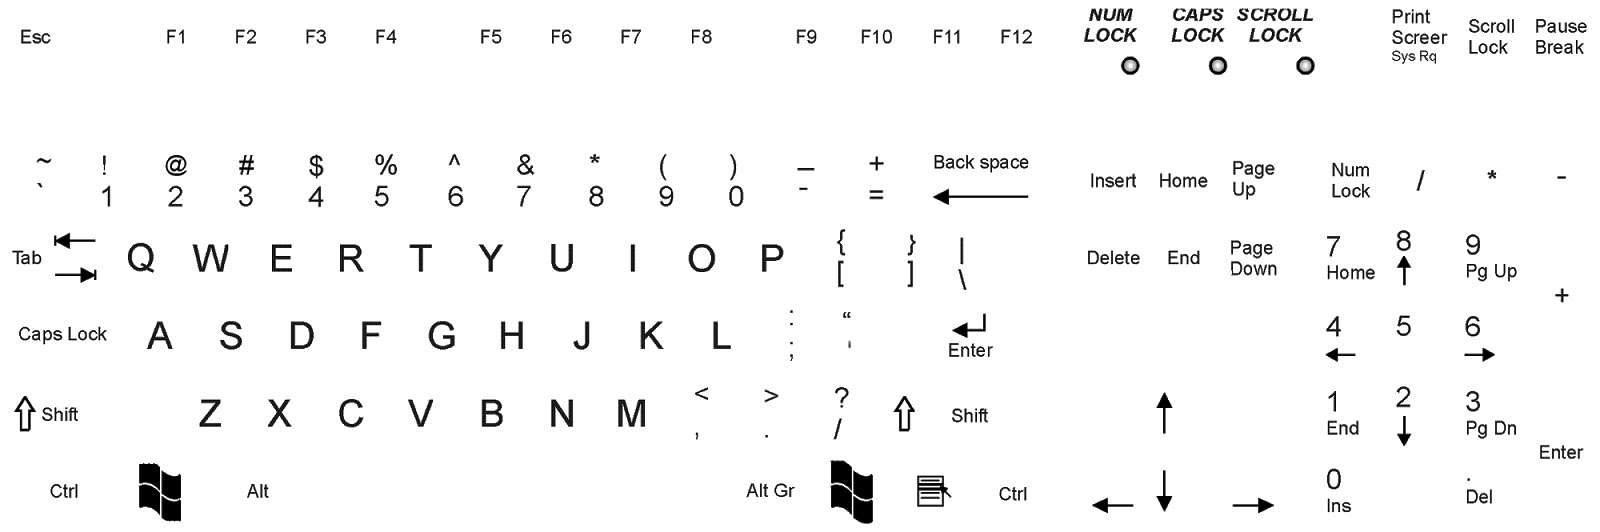 Esc F1 F2 F3 F4 F5 F6 F7 F8 F9 F10 F11 F12
NUM LOCK
CAPS LOCK
SCROLL LOCK
Print Screer Sys Rq
Scroll Lock
Pause Break
~ ! @ # $ % ^ & * ( ) _ +
` 1 2 3 4 5 6 7 8 9 0 - =
Back space
Insert Home
Page Up
Num Lock
/ * -
Tab Q W E R T Y U I O P
{ } |
[ ] \
Delete End
Page Down
7 8 9
Home Pg Up
+
Caps Lock A S D F G H J K L
: “
; '
Enter
4 5 6
Shift Z X C V B N M
< > ?
, . /
Shift
1 2 3
End Pg Dn
Enter
Ctrl Alt Alt Gr Ctrl
0 .
Ins Del